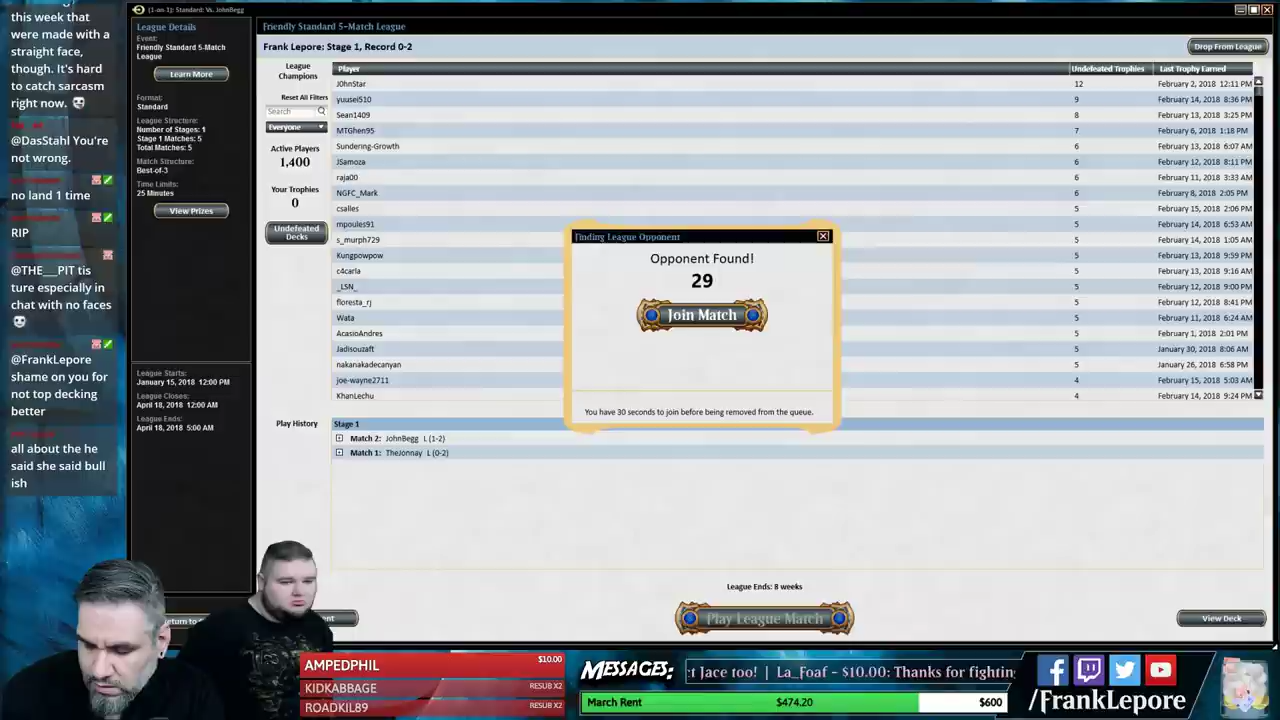 this week that
were made with a
straight face,
though. It's hard
to catch sarcasm
right now.
@DasStahl You're
not wrong.
no land 1 time
RIP
@THE___PIT tis
ture especially in
chat with no faces
@FrankLepore
shame on you for
not top decking
better
all about the he
said she said bull
ish
(1-on-1): Standard: Vs. JohnBegg
League Details
Event:
Friendly Standard 5-Match
League
Learn More
Format:
Standard
League Structure:
Number of Stages: 1
Stage 1 Matches: 5
Total Matches: 5
Match Structure:
Best-of-3
Time Limits:
25 Minutes
View Prizes
League Starts:
January 15, 2018 12:00 PM
League Closes:
April 18, 2018 12:00 AM
League Ends:
April 18, 2018 5:00 AM
Friendly Standard 5-Match League
Frank Lepore: Stage 1, Record 0-2
Drop From League
League
Champions
Reset All Filters
Search
Everyone
Active Players
1,400
Your Trophies
0
Undefeated
Decks
Player Undefeated Trophies Last Trophy Earned
J0hnStar 12 February 2, 2018 12:11 PM
yuusei510 9 February 14, 2018 8:36 PM
Sean1409 8 February 13, 2018 3:25 PM
MTGhen95 7 February 6, 2018 1:18 PM
Sundering-Growth 6 February 13, 2018 6:07 AM
JSamoza 6 February 12, 2018 8:11 PM
raja00 6 February 11, 2018 3:33 AM
NGFC_Mark 6 February 8, 2018 2:05 PM
csalles 5 February 15, 2018 2:06 PM
mpoules91 5 February 14, 2018 6:53 AM
s_murph729 5 February 14, 2018 1:05 AM
Kungpowpow 5 February 13, 2018 9:59 PM
c4carla 5 February 13, 2018 9:16 AM
_LSN_ 5 February 12, 2018 9:00 PM
floresta_rj 5 February 12, 2018 8:41 PM
Wata 5 February 11, 2018 6:24 AM
AcasioAndres 5 February 1, 2018 2:01 PM
Jadisouzaft 5 January 30, 2018 8:06 AM
nakanakadecanyan 5 January 26, 2018 6:58 PM
joe-wayne2711 4 February 15, 2018 5:03 AM
KhanLechu 4 February 14, 2018 9:24 PM
Finding League Opponent
Opponent Found!
29
Join Match
You have 30 seconds to join before being removed from the queue.
Play History
Stage 1
Match 2: JohnBegg L (1-2)
Match 1: TheJonnay L (0-2)
League Ends: 8 weeks
Play League Match
View Deck
AMPEDPHIL $10.00
KIDKABBAGE RESUB X2
ROADKIL89 RESUB X2
MESSAGES:
t Jace too! | La_Foaf - $10.00: Thanks for fightin
March Rent $474.20 $600
/FrankLepore